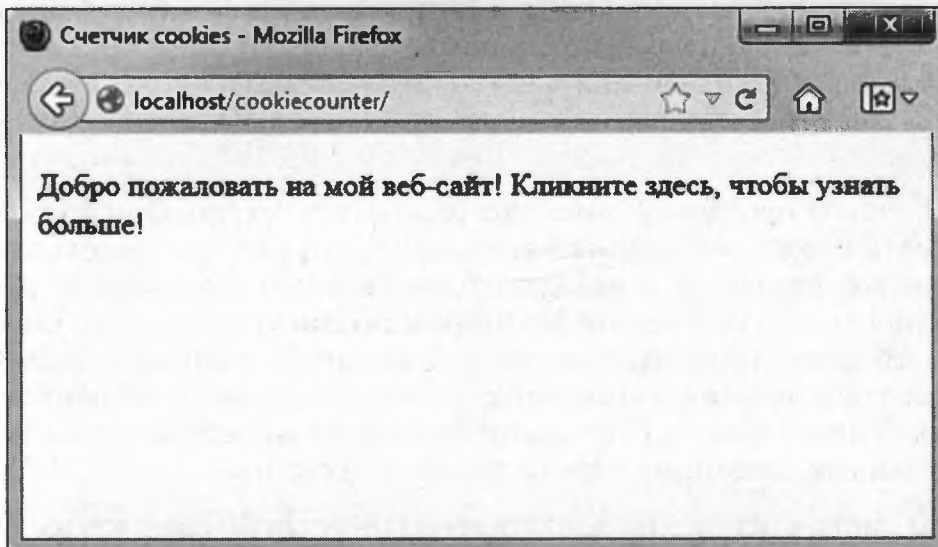 Счетчик cookies - Mozilla Firefox
localhost/cookiecounter/
Добро пожаловать на мой веб-сайт! Кликните здесь, чтобы узнать
больше!